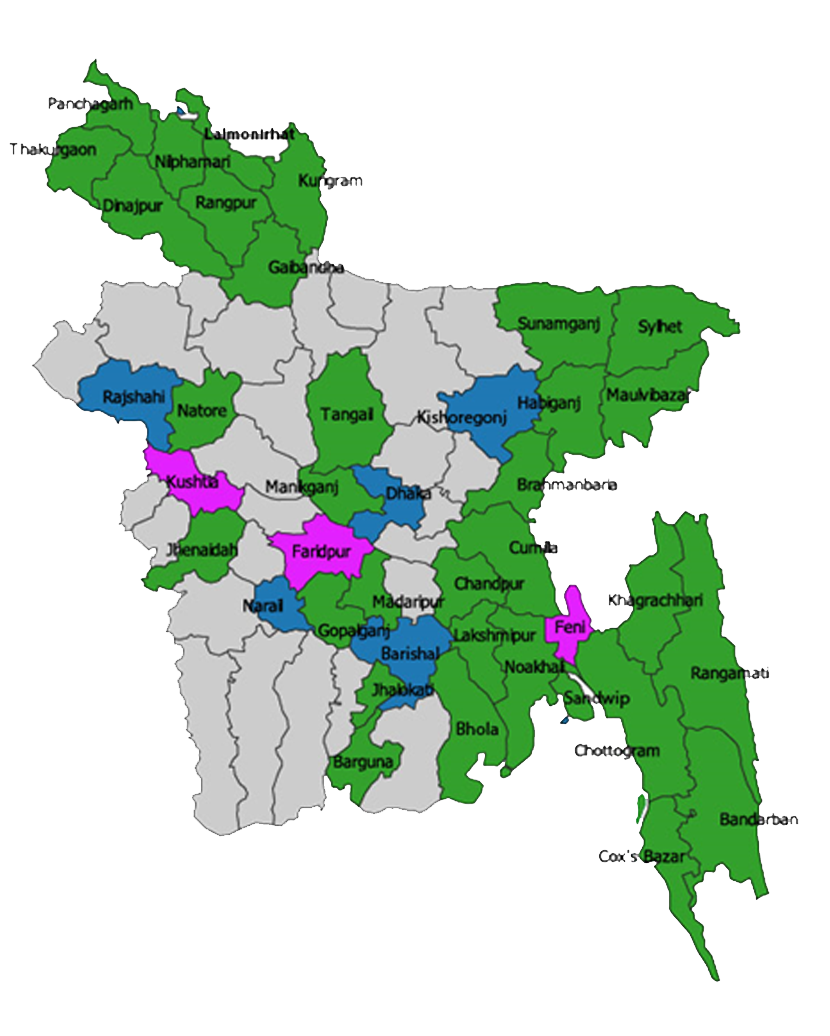 Panchagarh
Lalmonirhat
Thakurgaon
Nilphamari
Kurigram
Dinajpur
Rangpur
Gaibandha
Sunamganj
Sylhet
Rajshahi
Maulvibazar
Habiganj
Natore
Tangail
Kishoregonj
Kushtia
Manikganj
Brahmanbaria
Dhaka
Jhenaidah
Faridpur
Cumilla
Chandpur
Khagrachhari
Narail
Madaripur
Feni
Gopalganj
Lakshmipur
Barishal
Noakhali
Rangamati
Jhalokati
Sandwip
Bhola
Chottogram
Barguna
Bandarban
Cox's Bazar